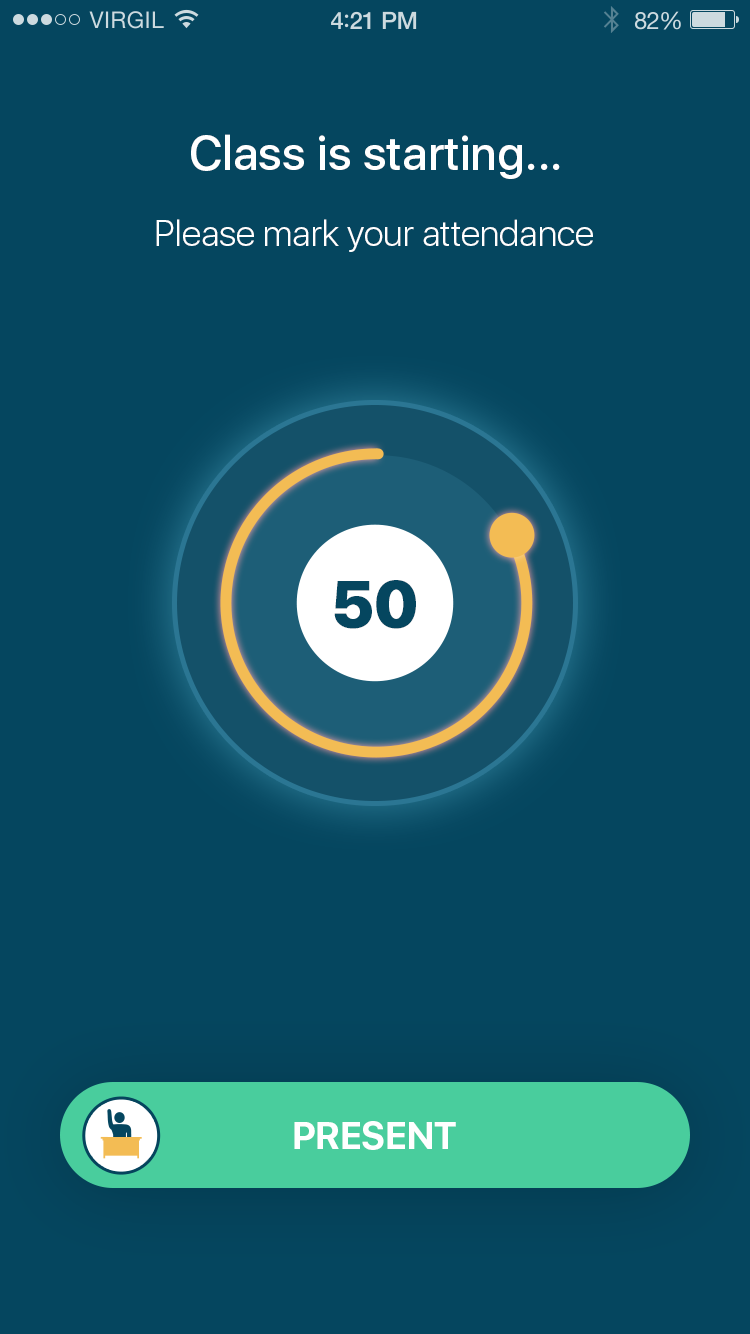 VIRGIL 4:21 PM 82%
Class is starting...
Please mark your attendance
50
PRESENT